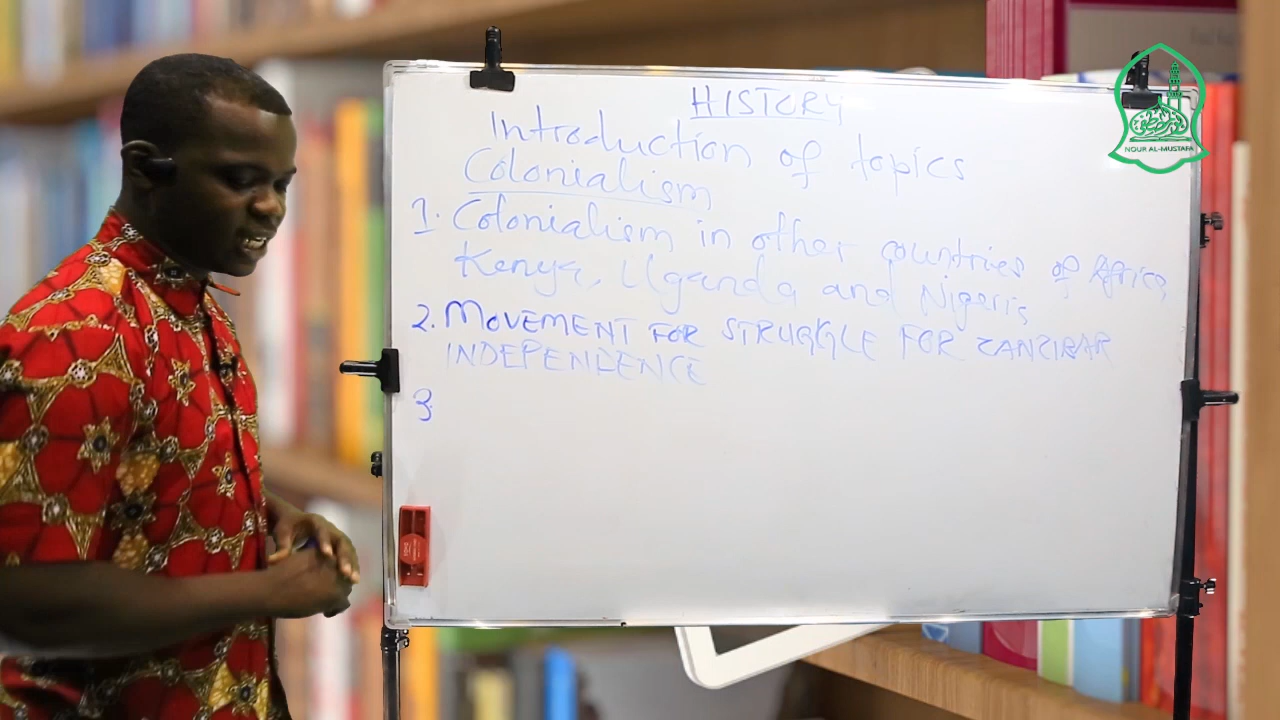 HISTORY
Introduction of topics
Colonialism
1. Colonialism in other countries of Africa,
Kenya, Uganda and Nigeria
2. MOVEMENT FOR STRUGGLE FOR ZANZIBAR
INDEPENDENCE
3
NOUR AL-MUSTAFA